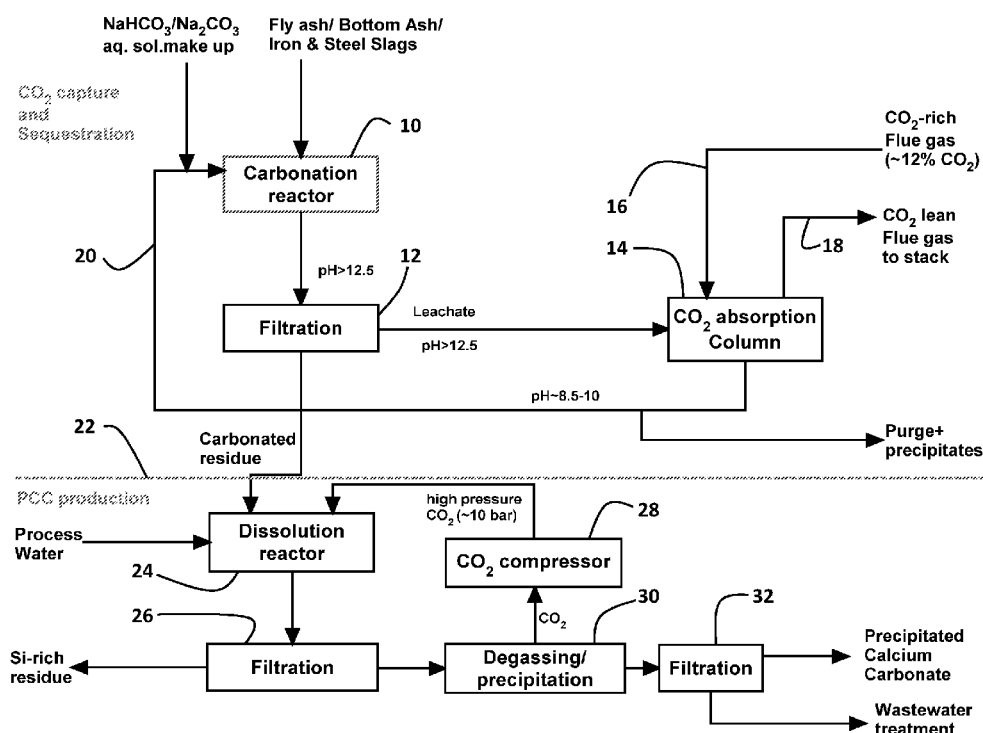 NaHCO3/Na2CO3
aq. sol.make up
Fly ash/ Bottom Ash/
Iron & Steel Slags
CO2 capture
and
Sequestration
10
CO2-rich
Flue gas
(~12% CO2)
Carbonation
reactor
16
CO2 lean
Flue gas
to stack
18
20
12
14
pH>12.5
Filtration
Leachate
pH>12.5
CO2 absorption
Column
pH~8.5-10
22
Carbonated
residue
Purge+
precipitates
PCC production
high pressure
CO2 (~10 bar)
28
Process
Water
Dissolution
reactor
24
CO2 compressor
26
CO2
30
32
Si-rich
residue
Filtration
Degassing/
precipitation
Filtration
Precipitated
Calcium
Carbonate
Wastewater
treatment